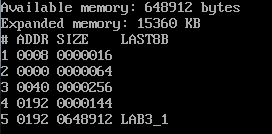 Available memory: 648912 bytes
Expanded memory: 15360 KB
# ADDR SIZE    LAST8B
1 0008 0000016
2 0000 0000064
3 0040 0000256
4 0192 0000144
5 0192 0648912 LAB3_1